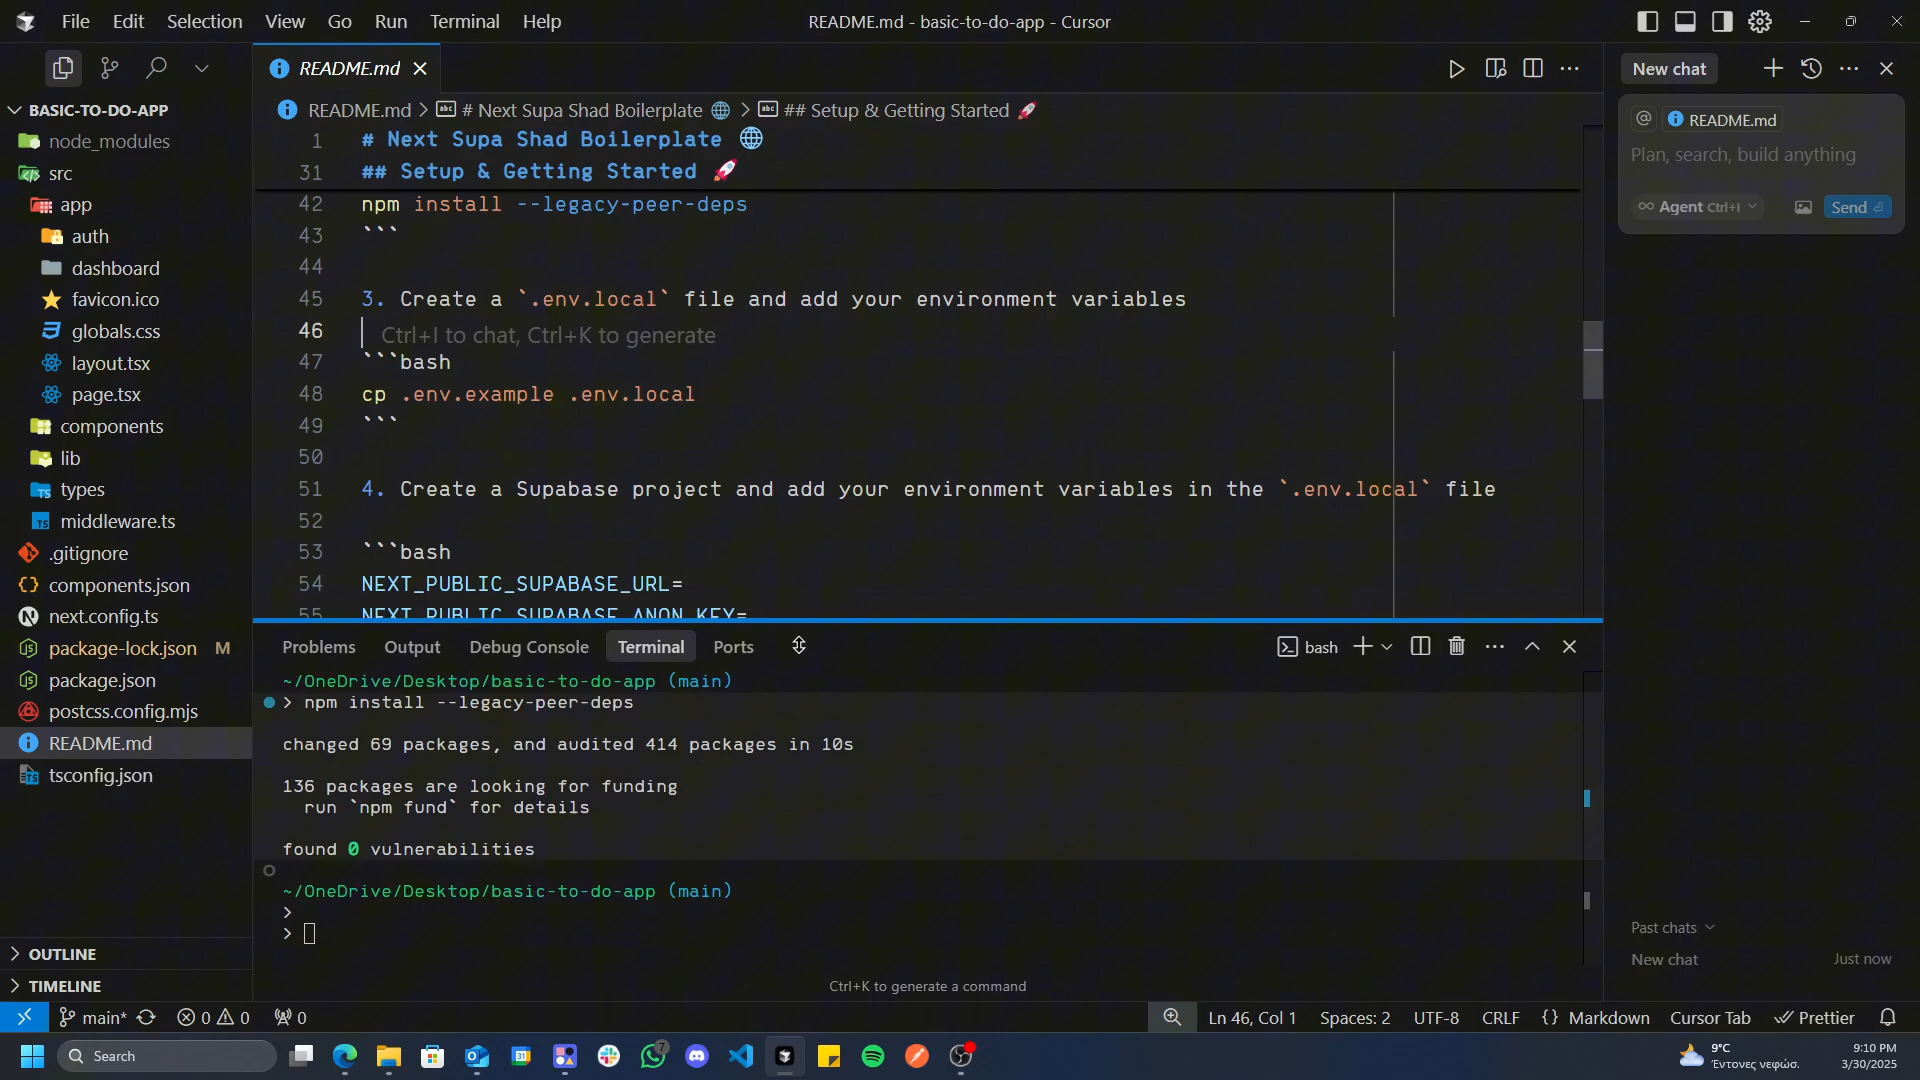 File Edit Selection View Go Run Terminal Help
README.md - basic-to-do-app - Cursor
README.md
New chat
BASIC-TO-DO-APP
node_modules
src
app
auth
dashboard
favicon.ico
globals.css
layout.tsx
page.tsx
components
lib
types
middleware.ts
.gitignore
components.json
next.config.ts
package-lock.json M
package.json
postcss.config.mjs
README.md
tsconfig.json
OUTLINE
TIMELINE
README.md > # Next Supa Shad Boilerplate 🌐 > ## Setup & Getting Started 🚀
1 # Next Supa Shad Boilerplate 🌐
31 ## Setup & Getting Started 🚀
42 npm install --legacy-peer-deps
43 ```
44
45 3. Create a `.env.local` file and add your environment variables
46 Ctrl+I to chat, Ctrl+K to generate
47 ```bash
48 cp .env.example .env.local
49 ```
50
51 4. Create a Supabase project and add your environment variables in the `.env.local` file
52
53 ```bash
54 NEXT_PUBLIC_SUPABASE_URL=
55 NEXT_PUBLIC_SUPABASE_ANON_KEY=
Problems Output Debug Console Terminal Ports
bash
~/OneDrive/Desktop/basic-to-do-app (main)
> npm install --legacy-peer-deps
changed 69 packages, and audited 414 packages in 10s
136 packages are looking for funding
run `npm fund` for details
found 0 vulnerabilities
~/OneDrive/Desktop/basic-to-do-app (main)
>
>
Ctrl+K to generate a command
@ README.md
Plan, search, build anything
∞ Agent Ctrl+I
Send ⏎
Past chats
New chat Just now
main* 0 0 0
Ln 46, Col 1 Spaces: 2 UTF-8 CRLF {} Markdown Cursor Tab Prettier
Search
7
9°C
Έντονες νεφώσ.
9:10 PM
3/30/2025